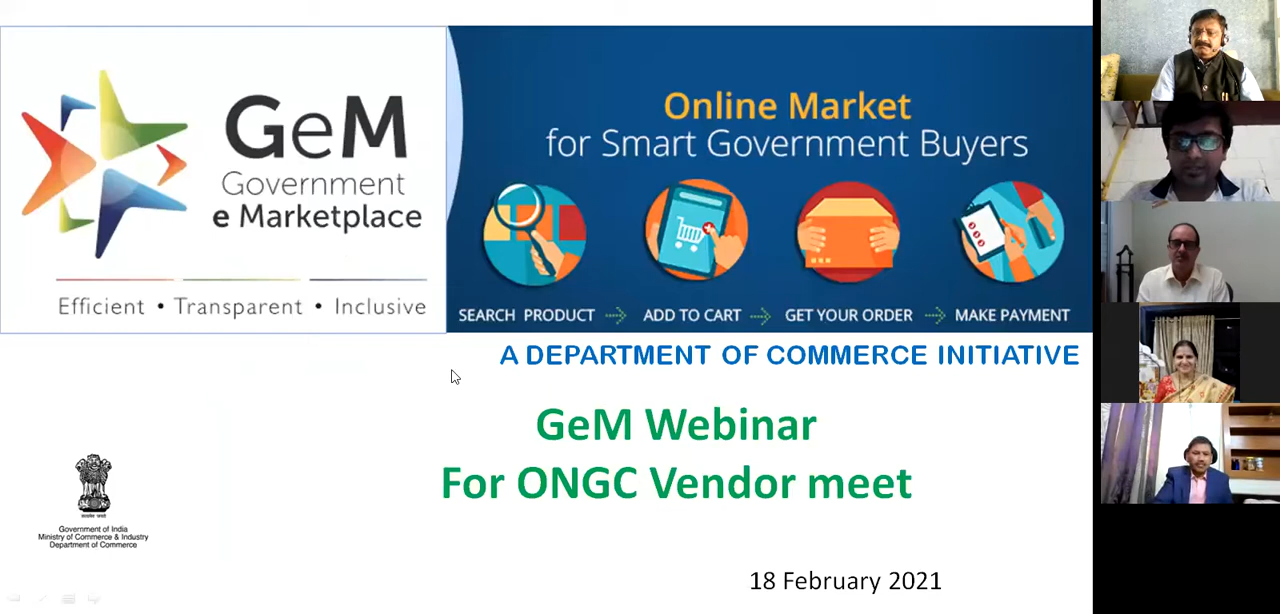 GeM
Government
e Marketplace
Efficient • Transparent • Inclusive
Online Market
for Smart Government Buyers
SEARCH PRODUCT
ADD TO CART
GET YOUR ORDER
MAKE PAYMENT
A DEPARTMENT OF COMMERCE INITIATIVE
GeM Webinar
For ONGC Vendor meet
Government of India
Ministry of Commerce & Industry
Department of Commerce
18 February 2021